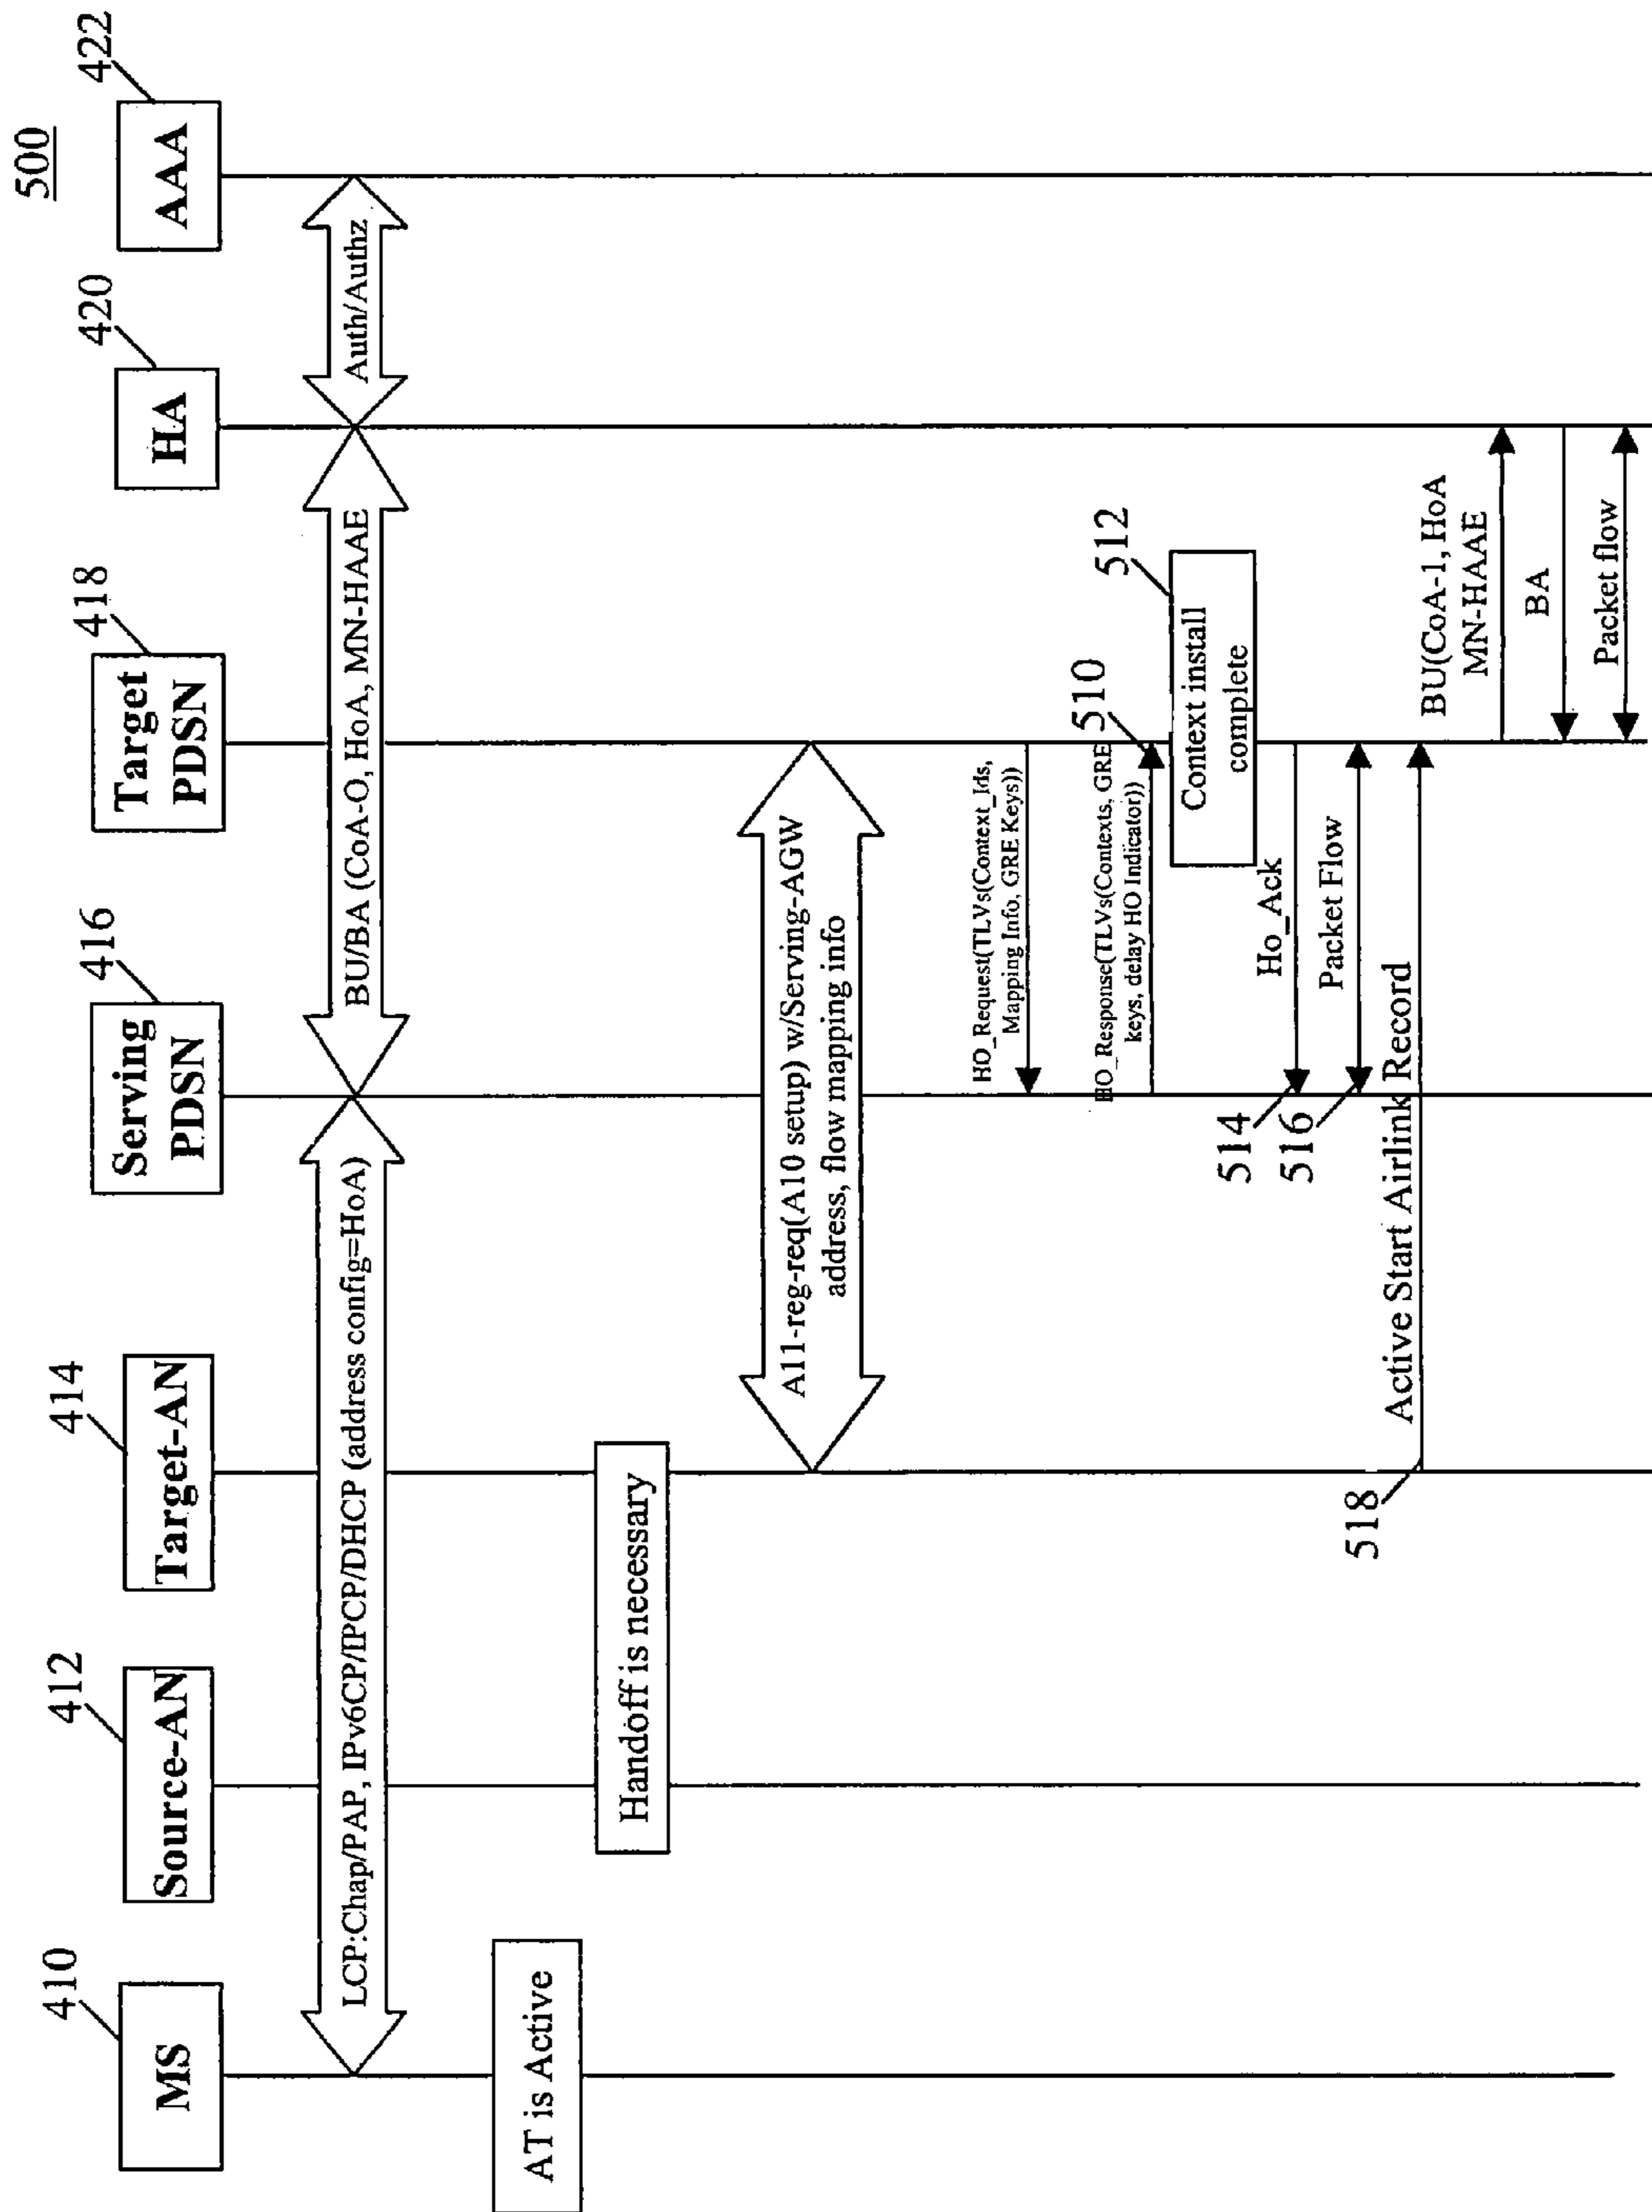 500
410
412
414
416
418
420
422
MS
Source-AN
Target-AN
Serving
PDSN
Target
PDSN
HA
AAA
LCP:Chap/PAP, IPv6CP/IPCP/DHCP (address config=HoA)
BU/BA (CoA-O, HoA, MN-HAAE
Auth/Authz
AT is Active
Handoff is necessary
A11-reg-req(A10 setup) w/Serving-AGW
address, flow mapping info
HO_Request(TLVs(Context_Ids,
Mapping Info, GRE Keys))
HO_Response(TLVs(Contexts, GRE
keys, delay HO Indicator))
510
512
Context install
complete
Ho_Ack
514
Packet Flow
516
Active Start Airlink Record
518
BU(CoA-1, HoA
MN-HAAE
BA
Packet flow